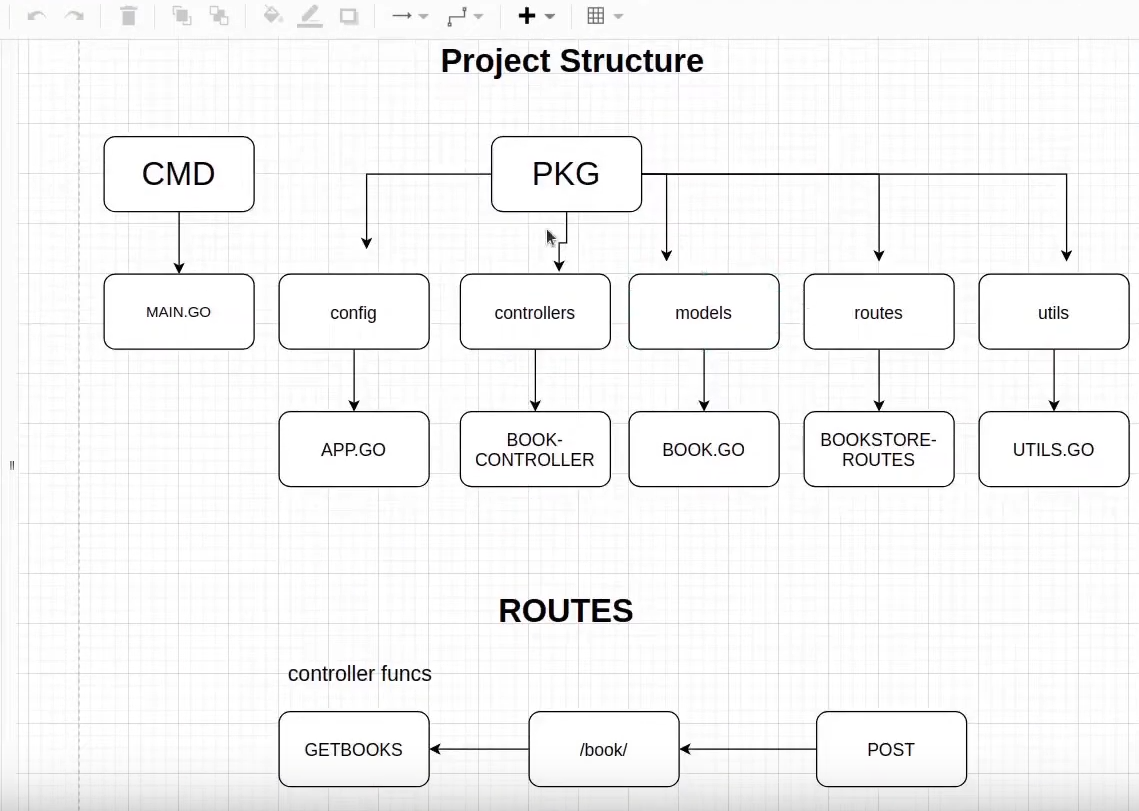 Project Structure
CMD
PKG
MAIN.GO
config
controllers
models
routes
utils
APP.GO
BOOK-
CONTROLLER
BOOK.GO
BOOKSTORE-
ROUTES
UTILS.GO
ROUTES
controller funcs
GETBOOKS
/book/
POST